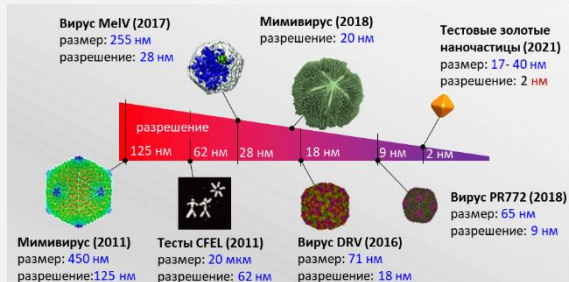 Вирус MelV (2017)
размер: 255 нм
разрешение:
28 нм
Мимивирус (2018)
разрешение:
20 нм
Тестовые золотые
наночастицы (2021)
размер: 17- 40 нм
разрешение: 2 нм
разрешение
125 нм
62 нм
28 нм
18 нм
9 нм
2 нм
Мимивирус (2011)
размер: 450 нм
разрешение:125 нм
Тесты CFEL (2011)
размер: 20 мкм
разрешение: 62 нм
Вирус DRV (2016)
размер: 71 нм
разрешение: 18 нм
Вирус PR772 (2018)
размер: 65 нм
разрешение: 9 нм